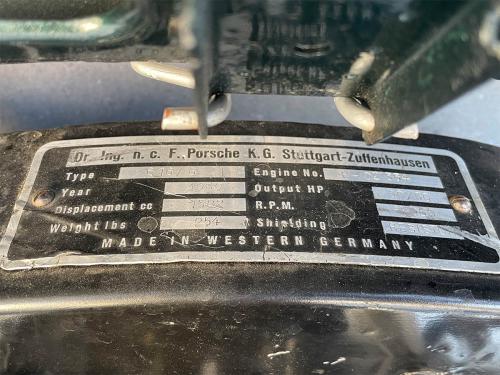 Dr. Ing. h. c. F., Porsche K.G. Stuttgart-Zuffenhausen
Type Engine No.
Year Output HP
Displacement cc R.P.M.
Weight lbs 254 Shielding
MADE IN WESTERN GERMANY